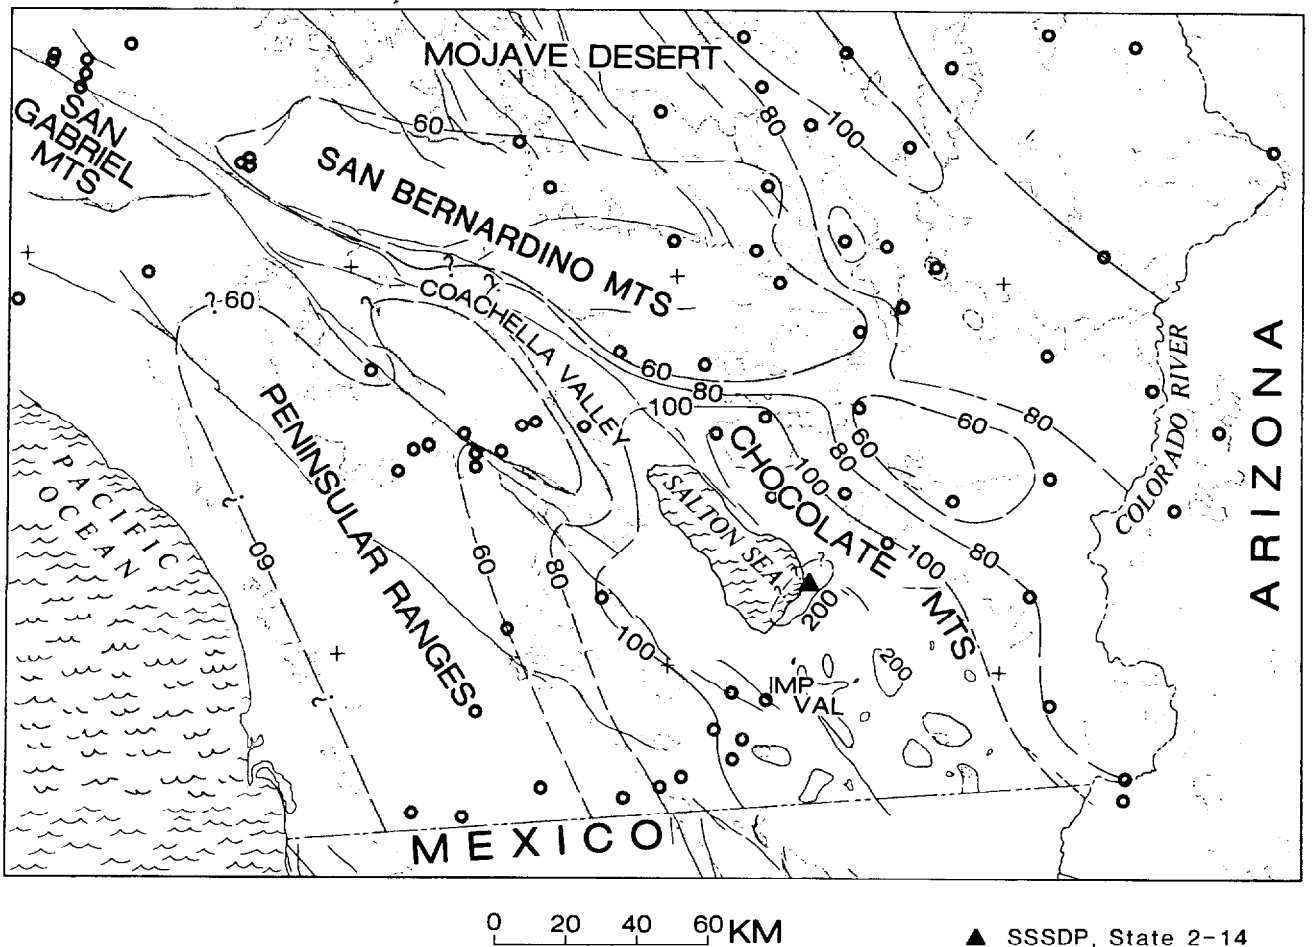 MOJAVE DESERT
SAN
GABRIEL
MTS
60
80
100
SAN BERNARDINO MTS
?
?
COACHELLA VALLEY
?
?
60
60
80
100
60
60
80
80
100
PENINSULAR RANGES
CHOCOLATE
MTS
SALTON SEA
?
200
200
100
80
60
80
100
?
60
?
IMP
VAL
PACIFIC
OCEAN
COLORADO RIVER
ARIZONA
MEXICO
0 20 40 60 KM
▲ SSSDP, State 2-14